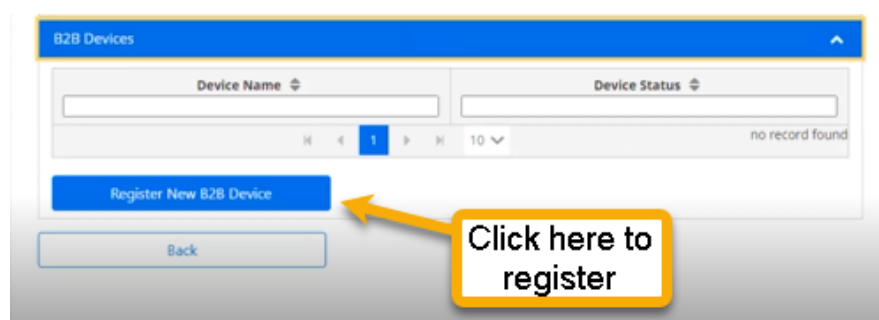 B2B Devices
Device Name
Device Status
1
10
no record found
Register New B2B Device
Back
Click here to
register